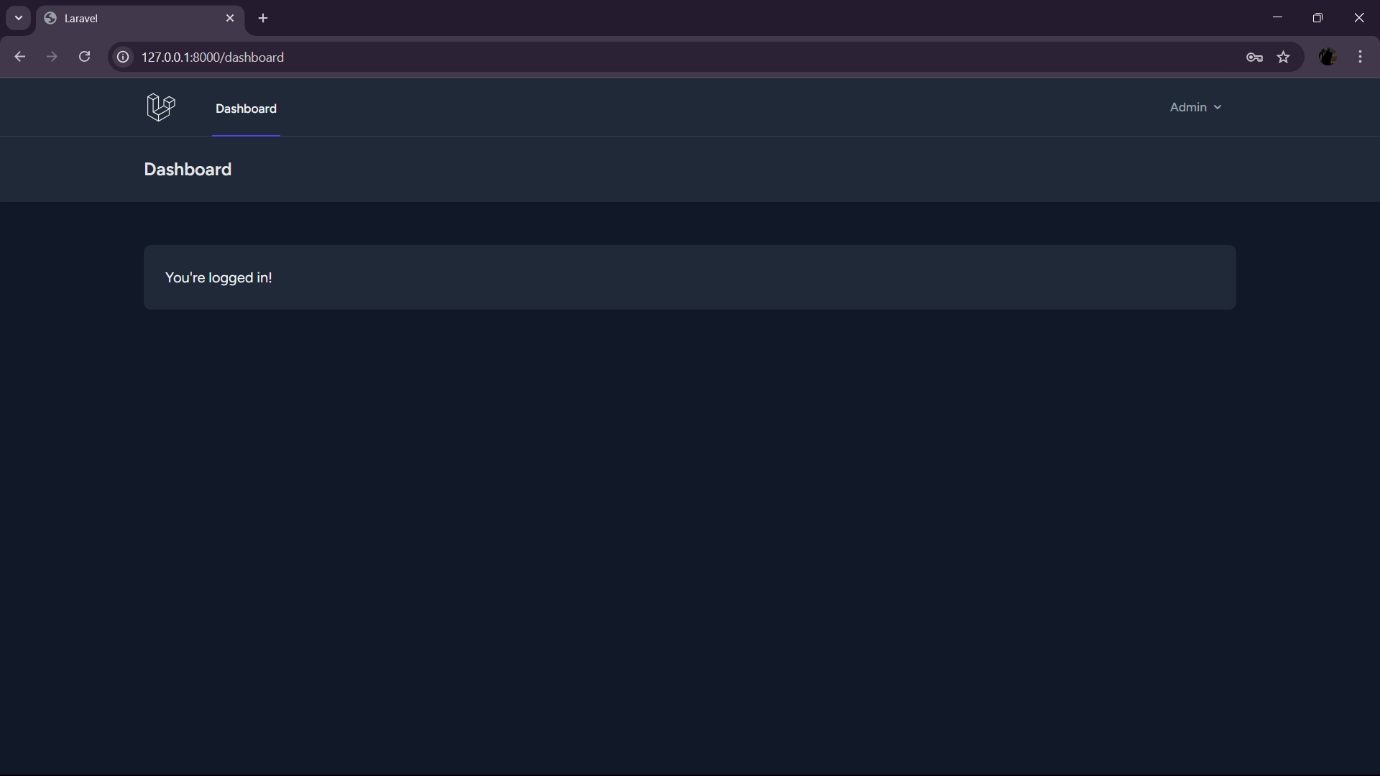 Laravel
127.0.0.1:8000/dashboard
Dashboard
Admin
Dashboard
You're logged in!